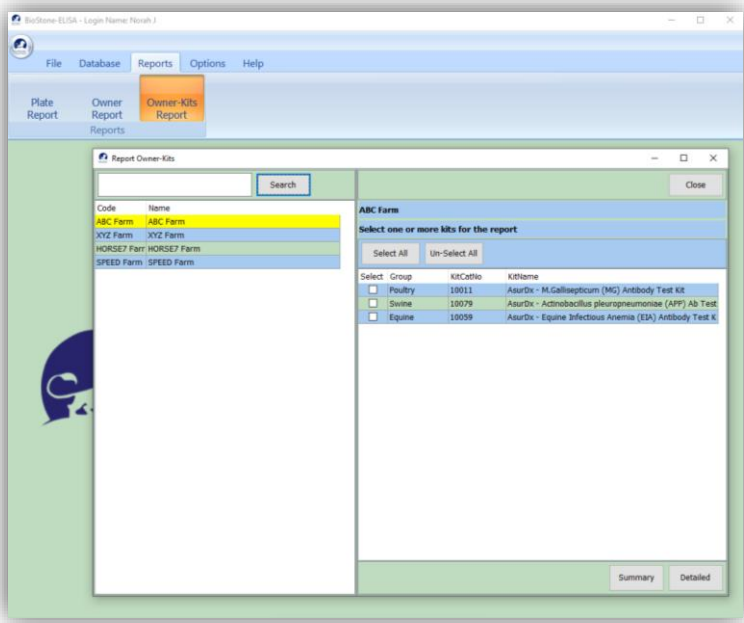 BioStone-ELISA - Login Name: Norah J
File Database Reports Options Help
Plate Report
Owner Report
Owner-Kits Report
Reports
Report Owner-Kits
Search
Close
Code Name
ABC Farm ABC Farm
XYZ Farm XYZ Farm
HORSE7 Farr HORSE7 Farm
SPEED Farm SPEED Farm
ABC Farm
Select one or more kits for the report
Select All Un-Select All
Select Group KitCatNo KitName
Poultry 10011 AsurDx - M.Gallisepticum (MG) Antibody Test Kit
Swine 10079 AsurDx - Actinobacillus pleuropneumoniae (APP) Ab Test
Equine 10059 AsurDx - Equine Infectious Anemia (EIA) Antibody Test K
Summary Detailed